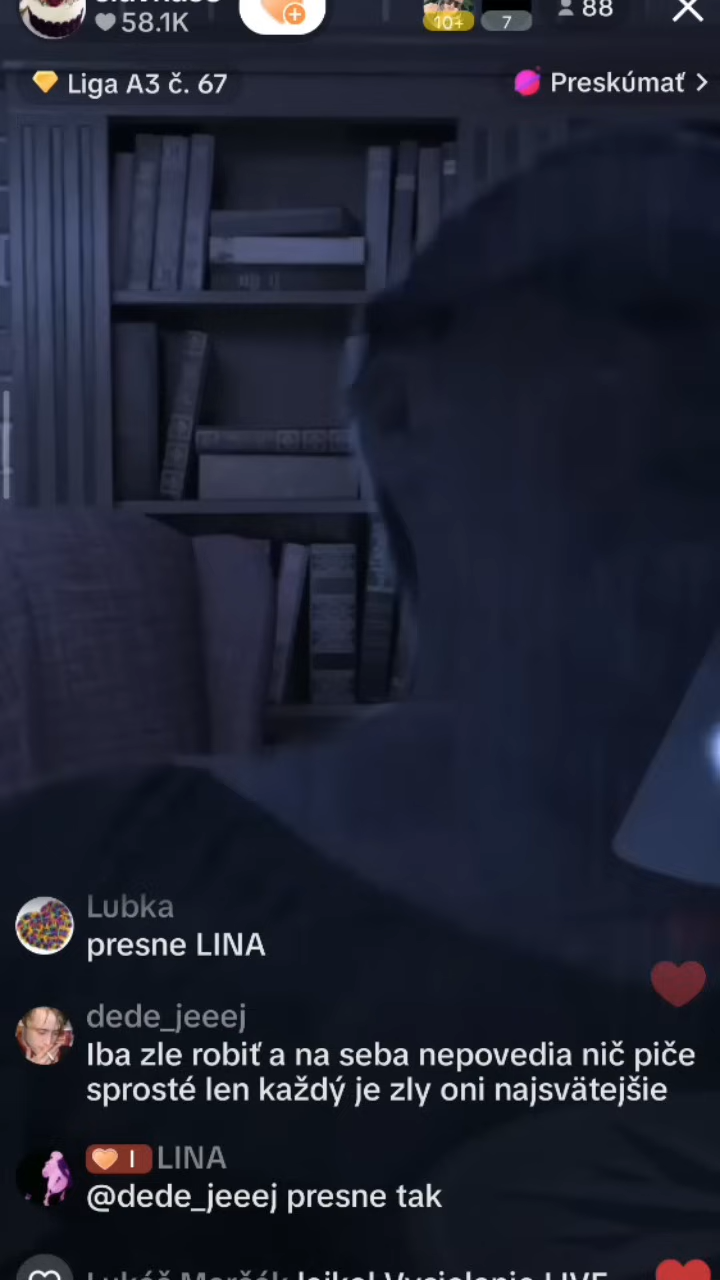 58.1K
10+
7
88
Liga A3 č. 67
Preskúmať
Lubka
presne LINA
dede_jeeej
Iba zle robiť a na seba nepovedia nič piče
sprosté len každý je zly oni najsvätejšie
I LINA
@dede_jeeej presne tak